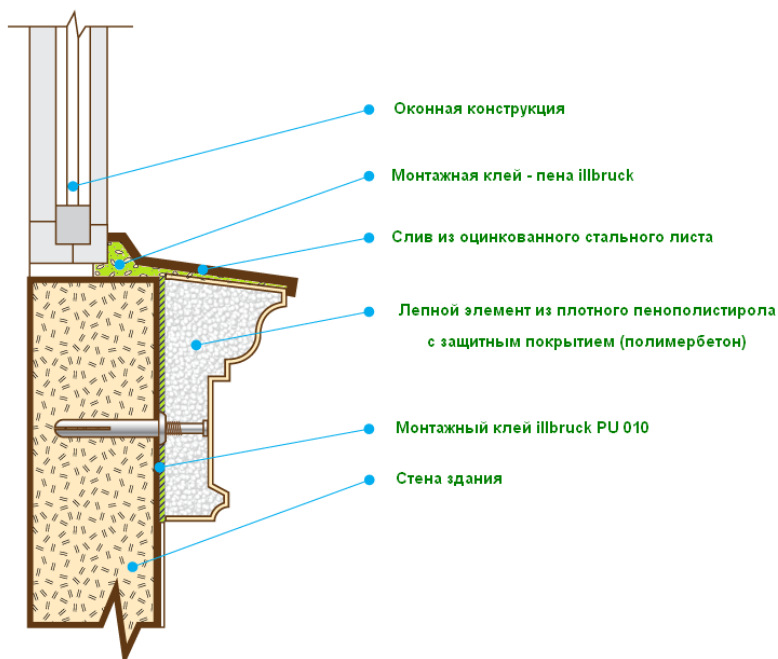 Оконная конструкция
Монтажная клей - пена illbruck
Слив из оцинкованного стального листа
Лепной элемент из плотного пенополистирола
с защитным покрытием (полимербетон)
Монтажный клей illbruck PU 010
Стена здания